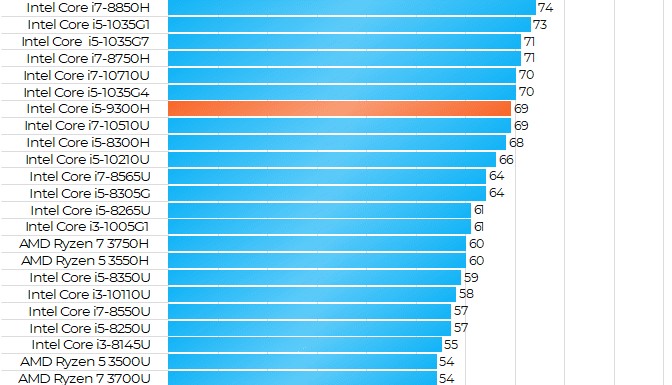 Intel Core i7-8850H 74
Intel Core i5-1035G1 73
Intel Core i5-1035G7 71
Intel Core i7-8750H 71
Intel Core i7-10710U 70
Intel Core i5-1035G4 70
Intel Core i5-9300H 69
Intel Core i7-10510U 69
Intel Core i5-8300H 68
Intel Core i5-10210U 66
Intel Core i7-8565U 64
Intel Core i5-8305G 64
Intel Core i5-8265U 61
Intel Core i3-1005G1 61
AMD Ryzen 7 3750H 60
AMD Ryzen 5 3550H 60
Intel Core i5-8350U 59
Intel Core i3-10110U 58
Intel Core i7-8550U 57
Intel Core i5-8250U 57
Intel Core i3-8145U 55
AMD Ryzen 5 3500U 54
AMD Ryzen 7 3700U 54